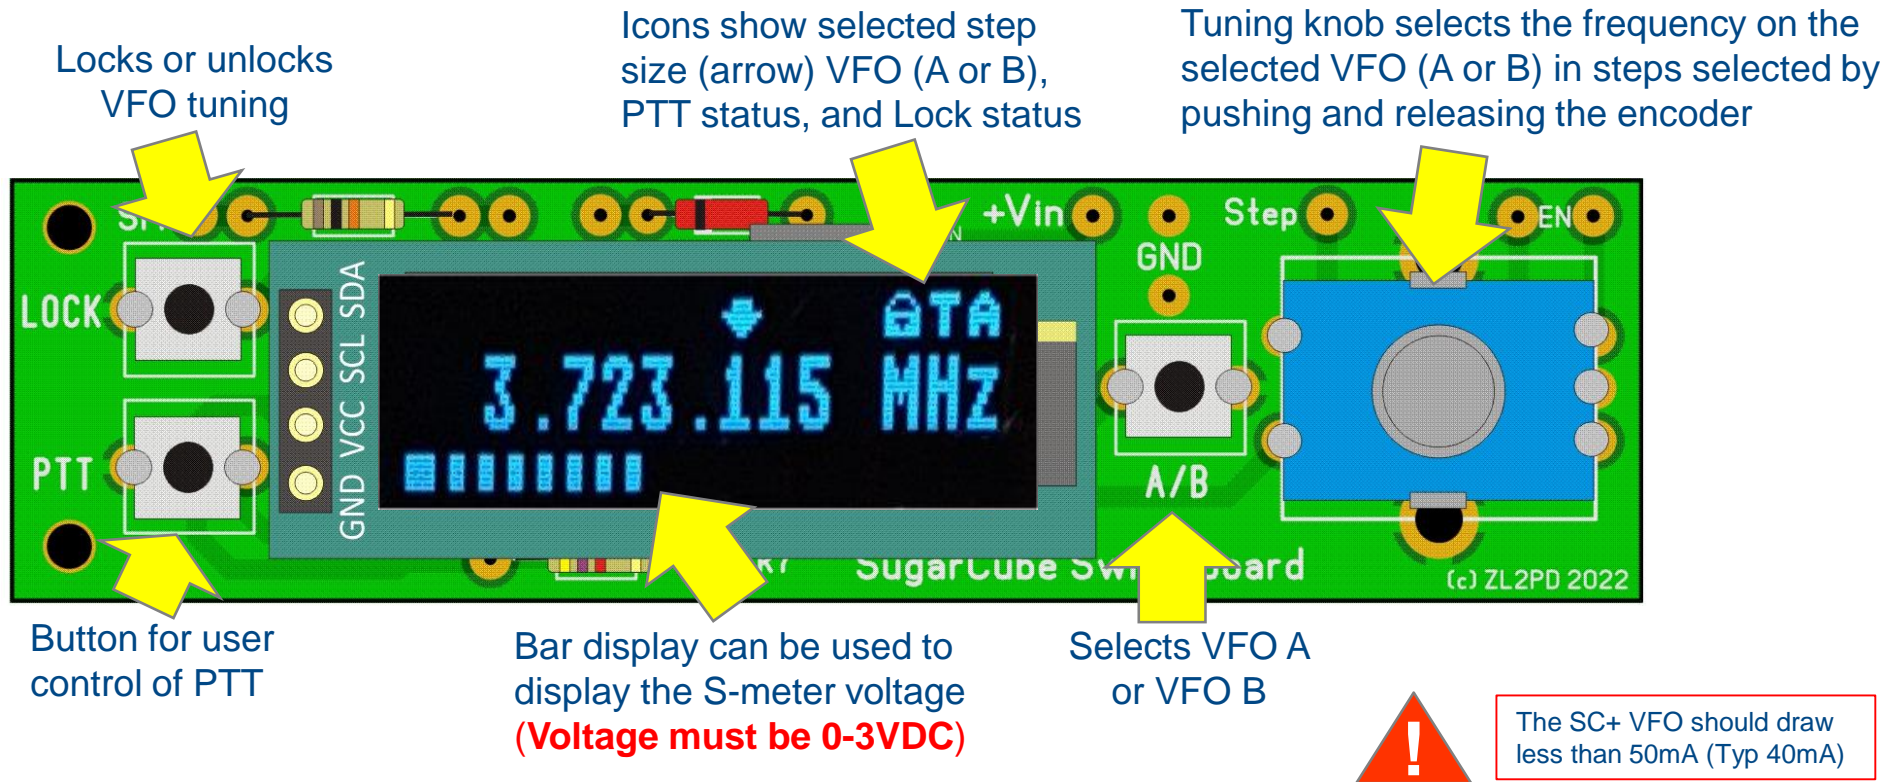 Locks or unlocks
VFO tuning
Icons show selected step
size (arrow) VFO (A or B),
PTT status, and Lock status
Tuning knob selects the frequency on the
selected VFO (A or B) in steps selected by
pushing and releasing the encoder
+Vin
GND
Step
EN
LOCK
PTT
SDA
SCL
VCC
GND
TA
3.723.115 MHz
A/B
SugarCube
(c) ZL2PD 2022
Button for user
control of PTT
Bar display can be used to
display the S-meter voltage
(Voltage must be 0-3VDC)
Selects VFO A
or VFO B
!
The SC+ VFO should draw
less than 50mA (Typ 40mA)